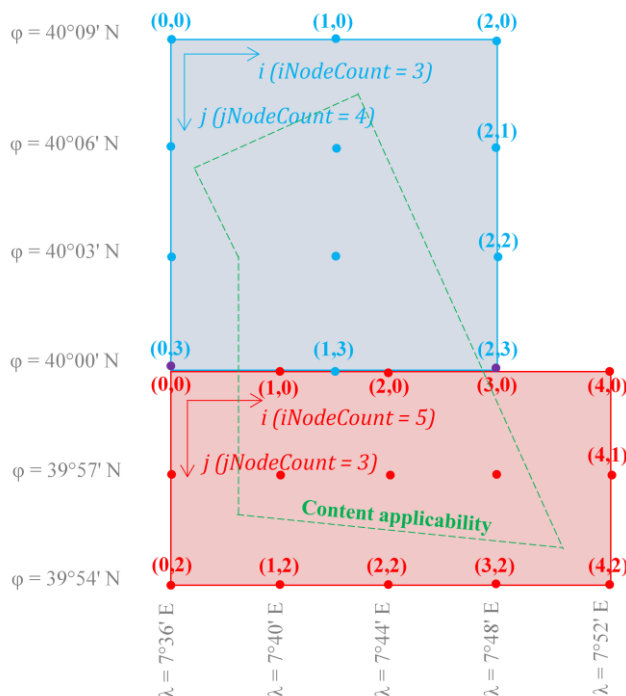 (0,0) (1,0) (2,0)
φ = 40°09' N
i (iNodeCount = 3)
j (jNodeCount = 4)
φ = 40°06' N (2,1)
φ = 40°03' N (2,2)
φ = 40°00' N (0,3) (1,3) (2,3)
(0,0) (1,0) (2,0) (3,0) (4,0)
i (iNodeCount = 5)
j (jNodeCount = 3) (4,1)
φ = 39°57' N
Content applicability
φ = 39°54' N (0,2) (1,2) (2,2) (3,2) (4,2)
λ = 7°36' E
λ = 7°40' E
λ = 7°44' E
λ = 7°48' E
λ = 7°52' E